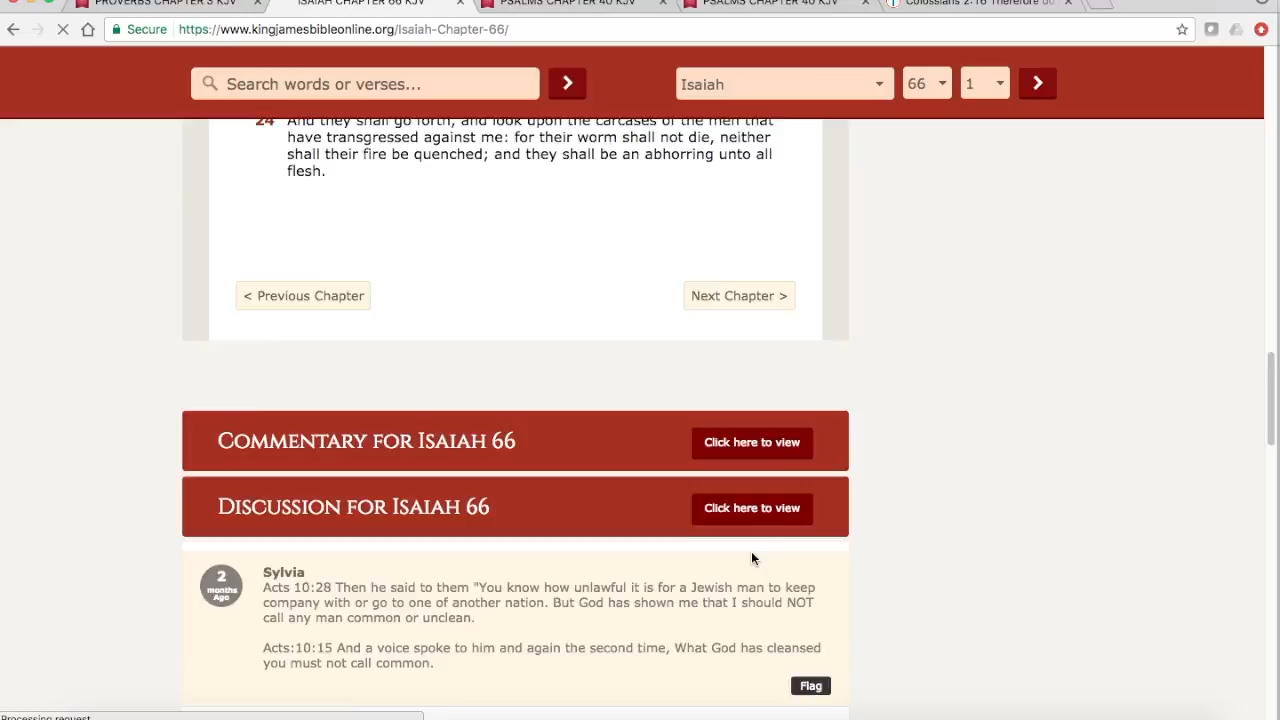 PROVERBS CHAPTER 3 KJV
ISAIAH CHAPTER 66 KJV
PSALMS CHAPTER 40 KJV
PSALMS CHAPTER 40 KJV
Colossians 2:16 Therefore do
Secure
https://www.kingjamesbibleonline.org/Isaiah-Chapter-66/
Search words or verses...
Isaiah
66
1
24 And they shall go forth, and look upon the carcases of the men that
have transgressed against me: for their worm shall not die, neither
shall their fire be quenched; and they shall be an abhorring unto all
flesh.
< Previous Chapter
Next Chapter >
Commentary for Isaiah 66
Click here to view
Discussion for Isaiah 66
Click here to view
2
months
Ago
Sylvia
Acts 10:28 Then he said to them "You know how unlawful it is for a Jewish man to keep
company with or go to one of another nation. But God has shown me that I should NOT
call any man common or unclean.
Acts:10:15 And a voice spoke to him and again the second time, What God has cleansed
you must not call common.
Flag
Processing request